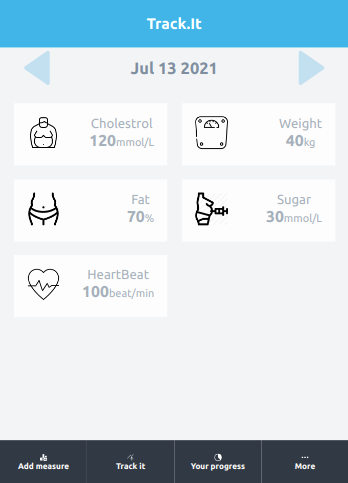 Track.It
Jul 13 2021
Cholestrol
120mmol/L
Weight
40kg
Fat
70%
Sugar
30mmol/L
HeartBeat
100beat/min
Add measure
Track it
Your progress
More